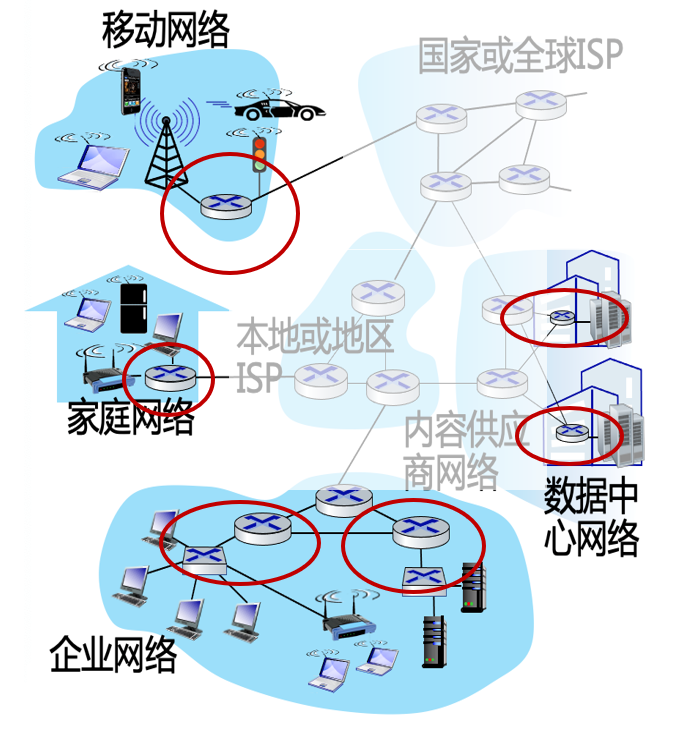 移动网络
国家或全球ISP
本地或地区
ISP
家庭网络
内容供应
商网络
数据中
心网络
企业网络